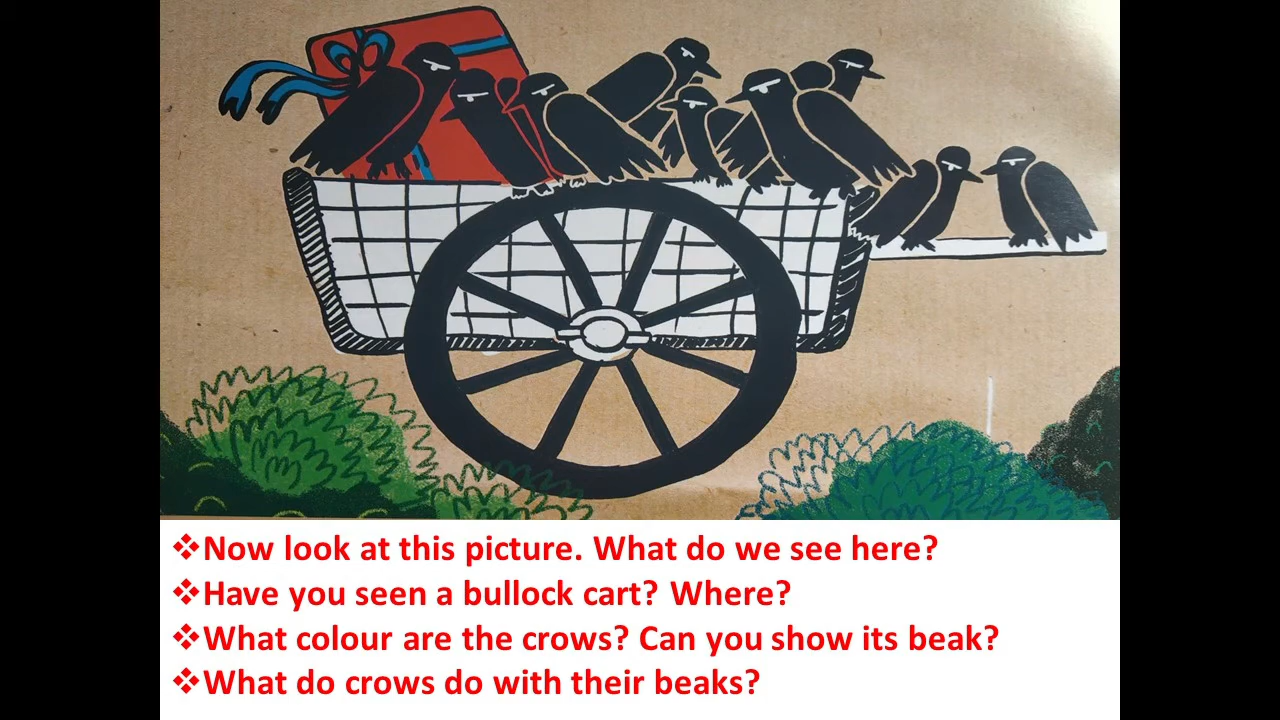 ❖Now look at this picture. What do we see here?
❖Have you seen a bullock cart? Where?
❖What colour are the crows? Can you show its beak?
❖What do crows do with their beaks?